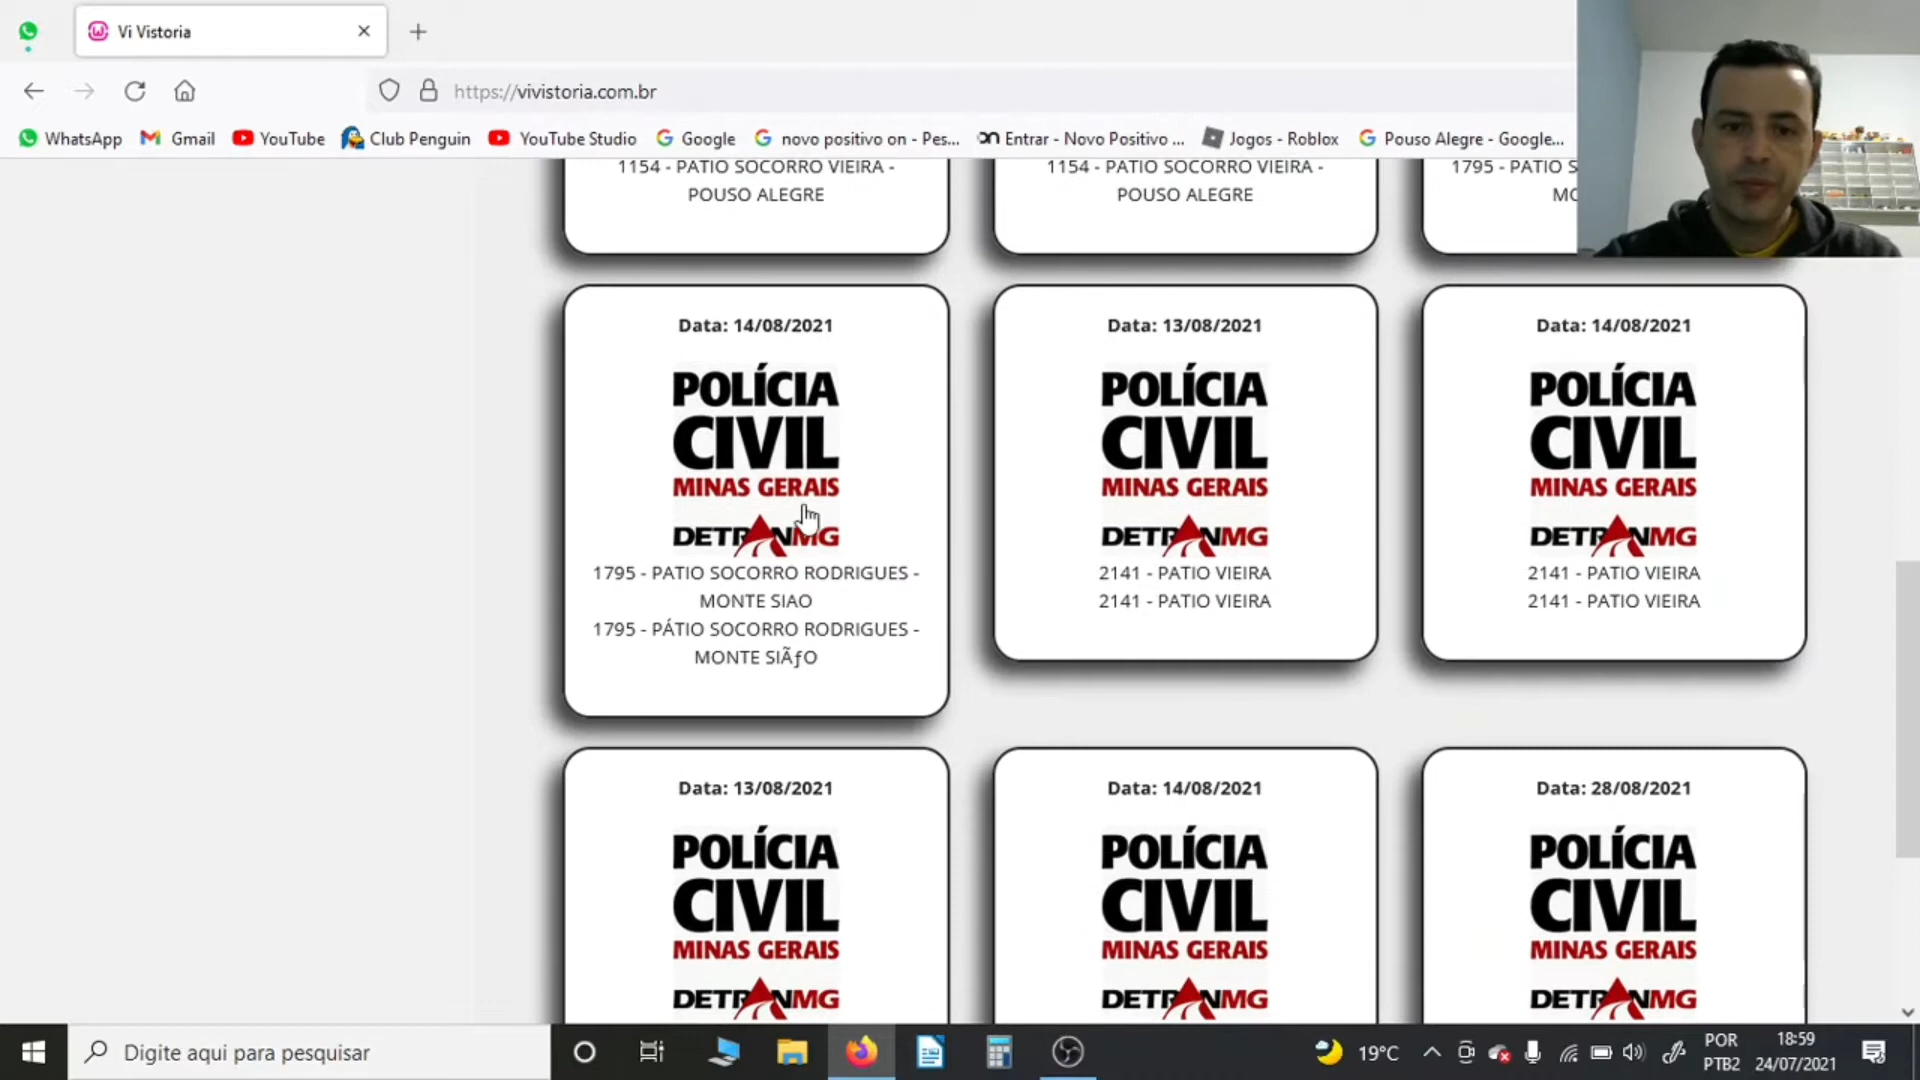 Vi Vistoria
https://vivistoria.com.br
WhatsApp Gmail YouTube Club Penguin YouTube Studio Google novo positivo on - Pes... Entrar - Novo Positivo ... Jogos - Roblox Pouso Alegre - Google...
1154 - PATIO SOCORRO VIEIRA -
POUSO ALEGRE
1154 - PATIO SOCORRO VIEIRA -
POUSO ALEGRE
1795 - PATIO S
MO
Data: 14/08/2021
POLÍCIA
CIVIL
MINAS GERAIS
DETRANMG
1795 - PATIO SOCORRO RODRIGUES -
MONTE SIAO
1795 - PÁTIO SOCORRO RODRIGUES -
MONTE SIÃƒO
Data: 13/08/2021
POLÍCIA
CIVIL
MINAS GERAIS
DETRANMG
2141 - PATIO VIEIRA
2141 - PATIO VIEIRA
Data: 14/08/2021
POLÍCIA
CIVIL
MINAS GERAIS
DETRANMG
2141 - PATIO VIEIRA
2141 - PATIO VIEIRA
Data: 13/08/2021
POLÍCIA
CIVIL
MINAS GERAIS
DETRANMG
Data: 14/08/2021
POLÍCIA
CIVIL
MINAS GERAIS
DETRANMG
Data: 28/08/2021
POLÍCIA
CIVIL
MINAS GERAIS
DETRANMG
Digite aqui para pesquisar
19°C
POR
PTB2
18:59
24/07/2021